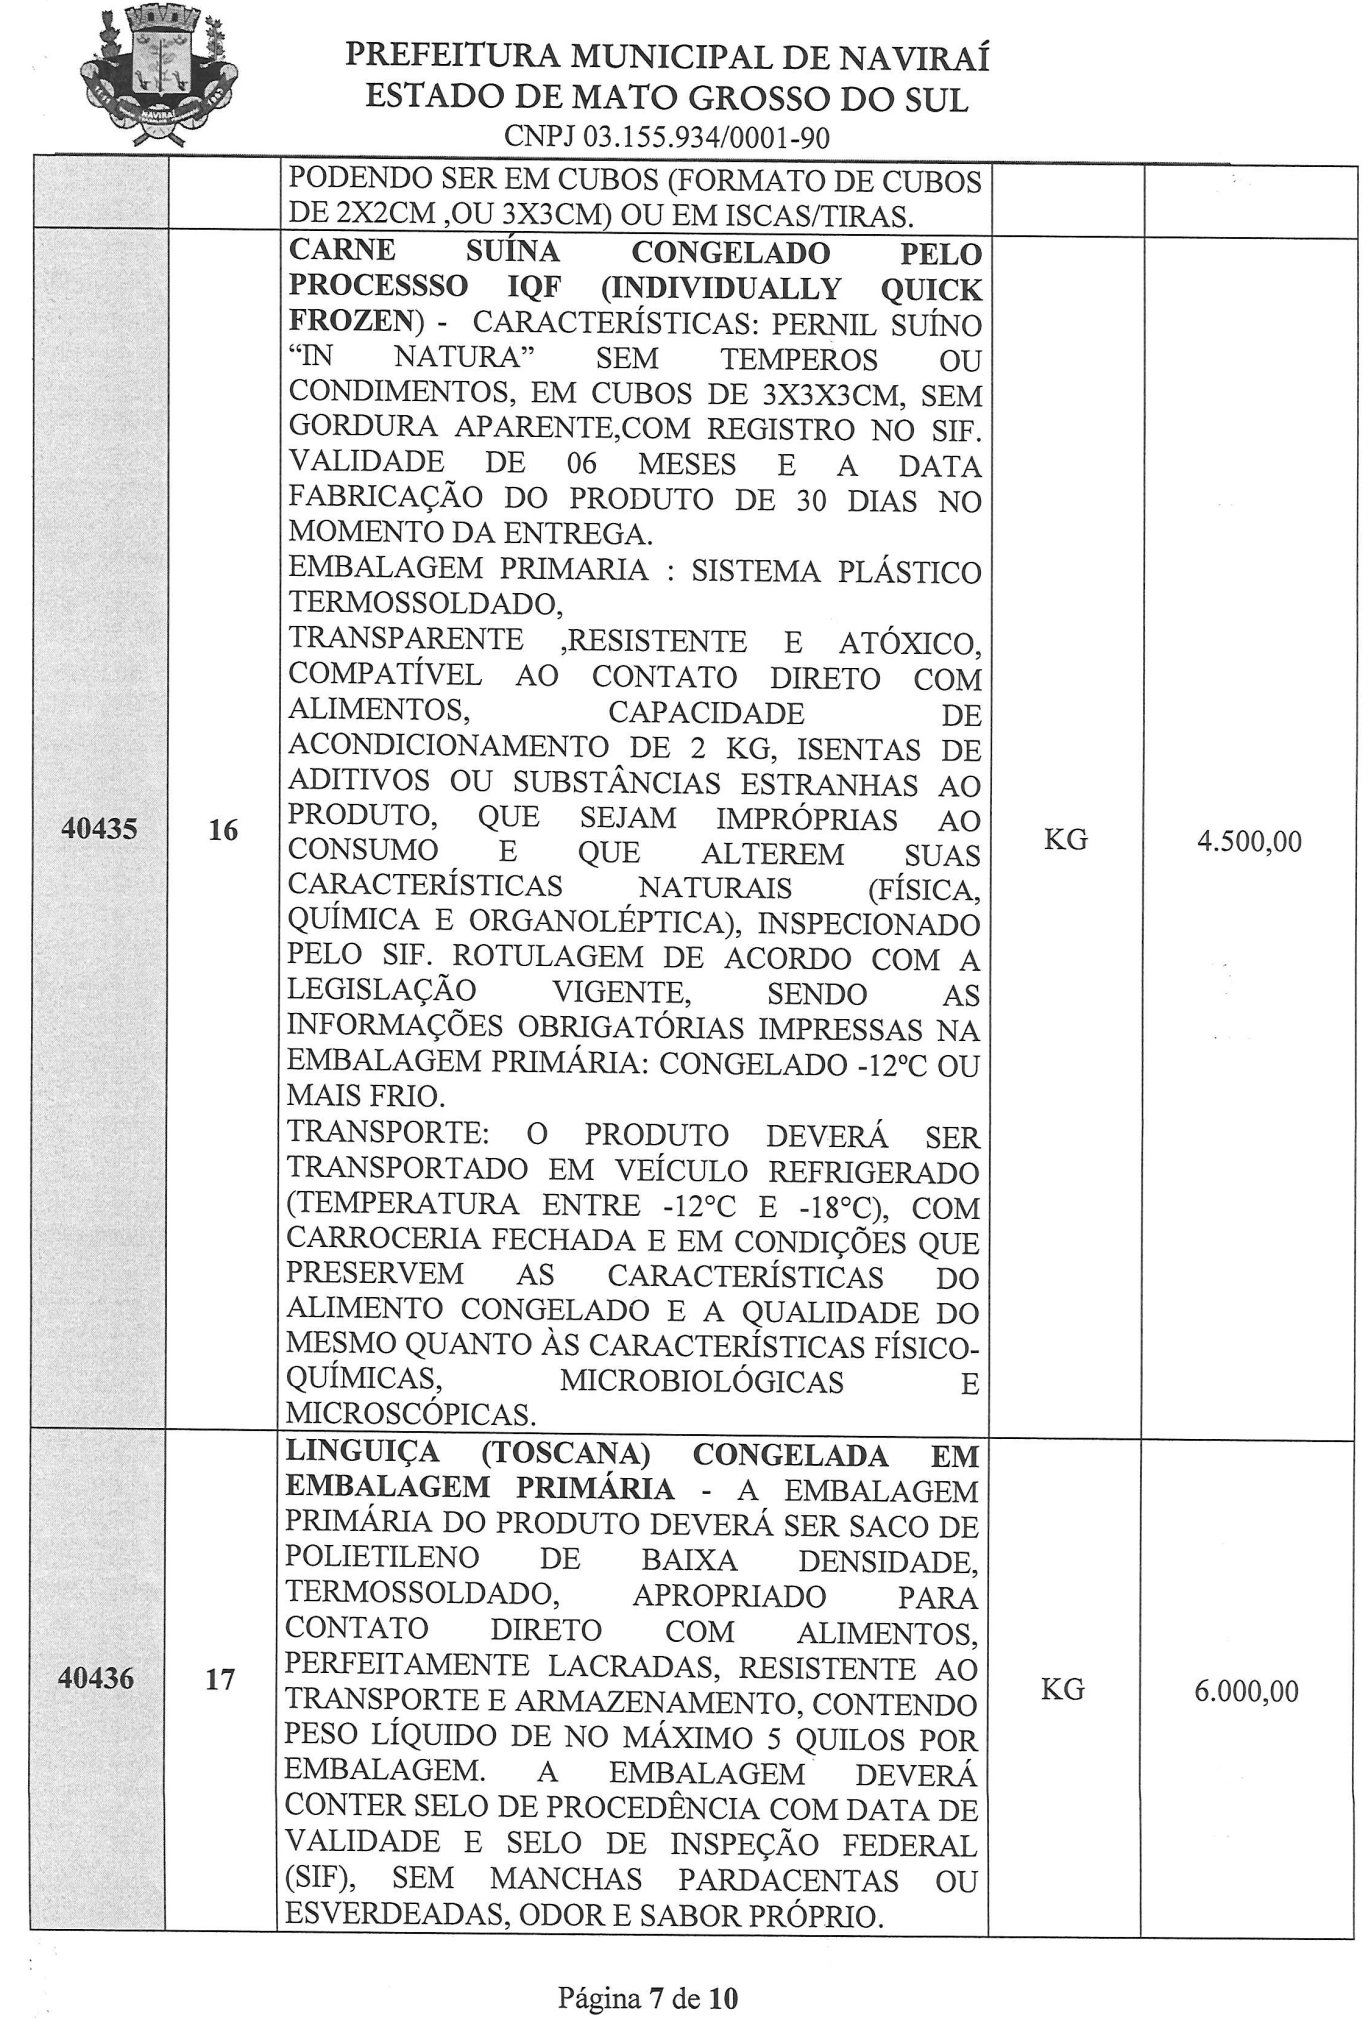 NAVIRAÍ
PREFEITURA MUNICIPAL DE NAVIRAÍ
ESTADO DE MATO GROSSO DO SUL
CNPJ 03.155.934/0001-90
PODENDO SER EM CUBOS (FORMATO DE CUBOS
DE 2X2CM ,OU 3X3CM) OU EM ISCAS/TIRAS.
CARNE SUÍNA CONGELADO PELO
PROCESSSO IQF (INDIVIDUALLY QUICK
FROZEN) - CARACTERÍSTICAS: PERNIL SUÍNO
“IN NATURA” SEM TEMPEROS OU
CONDIMENTOS, EM CUBOS DE 3X3X3CM, SEM
GORDURA APARENTE,COM REGISTRO NO SIF.
VALIDADE DE 06 MESES E A DATA
FABRICAÇÃO DO PRODUTO DE 30 DIAS NO
MOMENTO DA ENTREGA.
EMBALAGEM PRIMARIA : SISTEMA PLÁSTICO
TERMOSSOLDADO,
TRANSPARENTE ,RESISTENTE E ATÓXICO,
COMPATÍVEL AO CONTATO DIRETO COM
ALIMENTOS, CAPACIDADE DE
ACONDICIONAMENTO DE 2 KG, ISENTAS DE
ADITIVOS OU SUBSTÂNCIAS ESTRANHAS AO
PRODUTO, QUE SEJAM IMPRÓPRIAS AO
40435 16 KG 4.500,00
CONSUMO E QUE ALTEREM SUAS
CARACTERÍSTICAS NATURAIS (FÍSICA,
QUÍMICA E ORGANOLÉPTICA), INSPECIONADO
PELO SIF. ROTULAGEM DE ACORDO COM A
LEGISLAÇÃO VIGENTE, SENDO AS
INFORMAÇÕES OBRIGATÓRIAS IMPRESSAS NA
EMBALAGEM PRIMÁRIA: CONGELADO -12ºC OU
MAIS FRIO.
TRANSPORTE: O PRODUTO DEVERÁ SER
TRANSPORTADO EM VEÍCULO REFRIGERADO
(TEMPERATURA ENTRE -12°C E -18°C), COM
CARROCERIA FECHADA E EM CONDIÇÕES QUE
PRESERVEM AS CARACTERÍSTICAS DO
ALIMENTO CONGELADO E A QUALIDADE DO
MESMO QUANTO ÀS CARACTERÍSTICAS FÍSICO-
QUÍMICAS, MICROBIOLÓGICAS E
MICROSCÓPICAS.
LINGUIÇA (TOSCANA) CONGELADA EM
EMBALAGEM PRIMÁRIA - A EMBALAGEM
PRIMÁRIA DO PRODUTO DEVERÁ SER SACO DE
POLIETILENO DE BAIXA DENSIDADE,
TERMOSSOLDADO, APROPRIADO PARA
CONTATO DIRETO COM ALIMENTOS,
PERFEITAMENTE LACRADAS, RESISTENTE AO
40436 17 KG 6.000,00
TRANSPORTE E ARMAZENAMENTO, CONTENDO
PESO LÍQUIDO DE NO MÁXIMO 5 QUILOS POR
EMBALAGEM. A EMBALAGEM DEVERÁ
CONTER SELO DE PROCEDÊNCIA COM DATA DE
VALIDADE E SELO DE INSPEÇÃO FEDERAL
(SIF), SEM MANCHAS PARDACENTAS OU
ESVERDEADAS, ODOR E SABOR PRÓPRIO.
Página 7 de 10